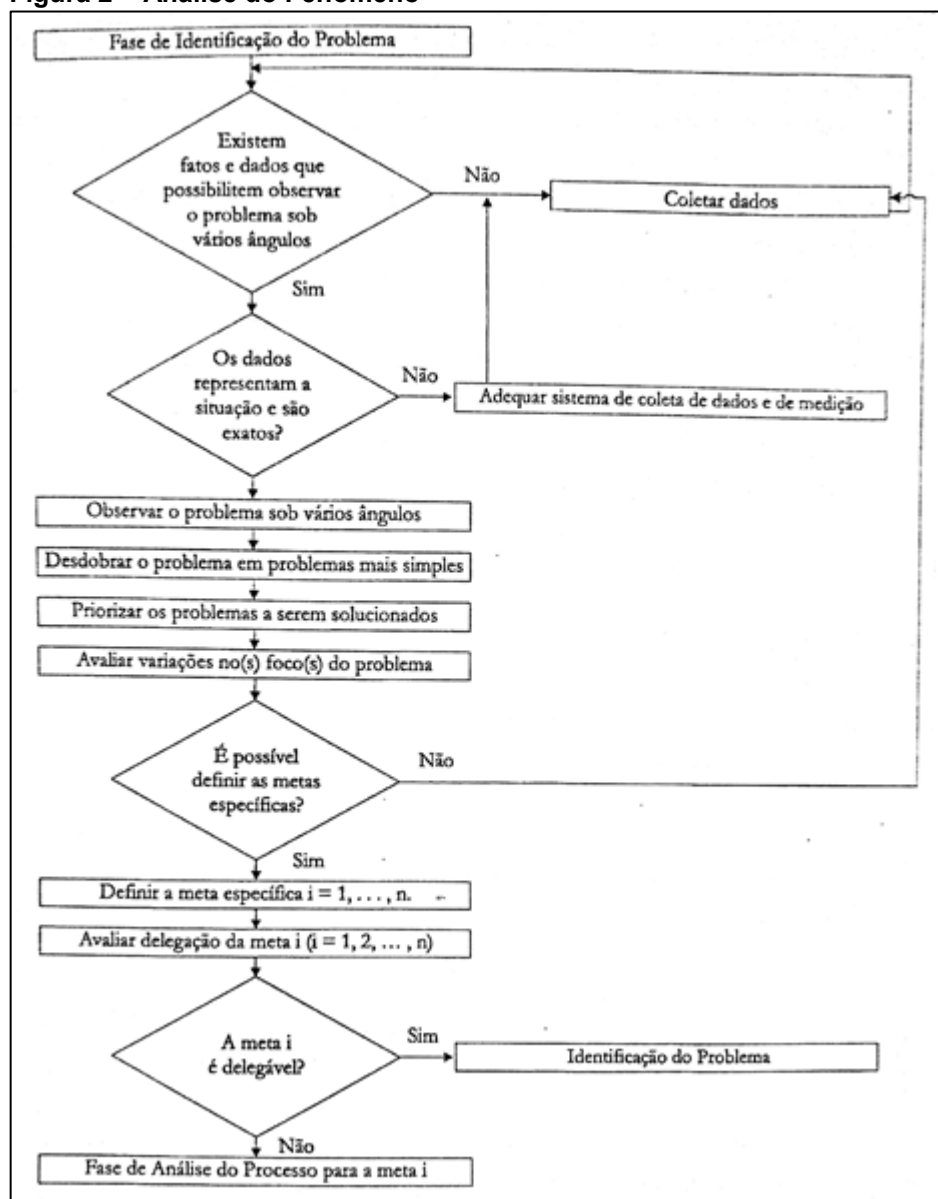 Figura 2 – Análise do Fenômeno
Fase de Identificação do Problema
Existem
fatos e dados que
possibilitem observar
o problema sob
vários ângulos
Não
Coletar dados
Sim
Os dados
representam a
situação e são
exatos?
Não
Adequar sistema de coleta de dados e de medição
Observar o problema sob vários ângulos
Desdobrar o problema em problemas mais simples
Priorizar os problemas a serem solucionados
Avaliar variações no(s) foco(s) do problema
É possível
definir as metas
específicas?
Não
Sim
Definir a meta específica i = 1, . . . , n.
Avaliar delegação da meta i (i = 1, 2, ... , n)
A meta i
é delegável?
Sim
Identificação do Problema
Não
Fase de Análise do Processo para a meta i